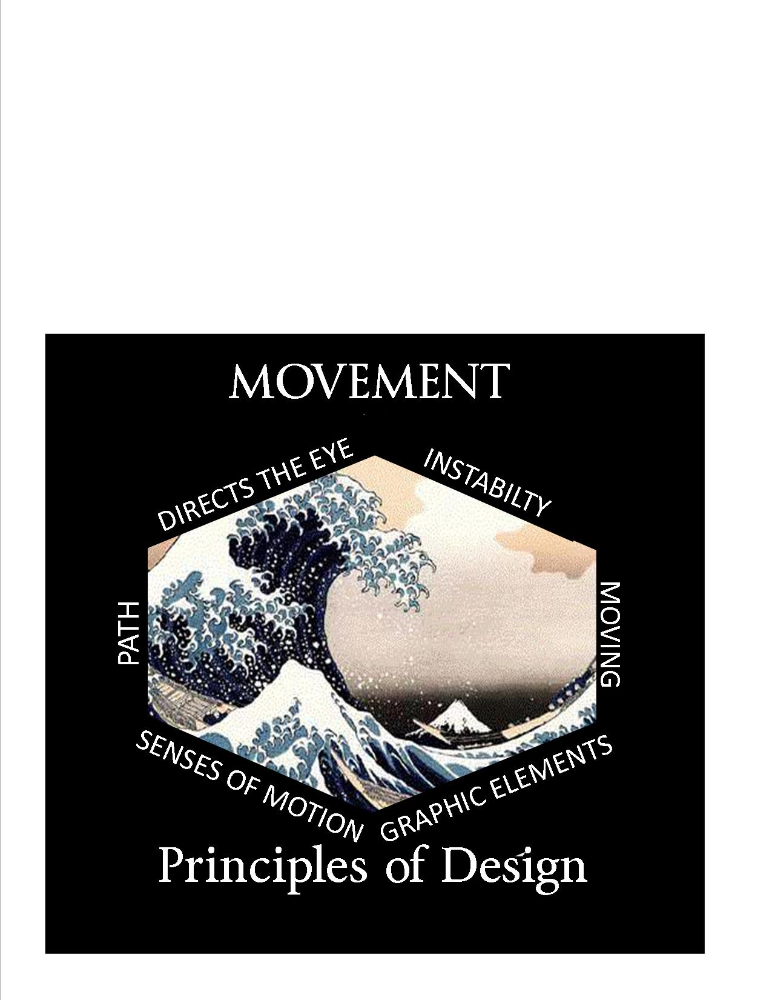 MOVEMENT
DIRECTS THE EYE
INSTABILTY
PATH
MOVING
SENSES OF MOTION
GRAPHIC ELEMENTS
Principles of Design